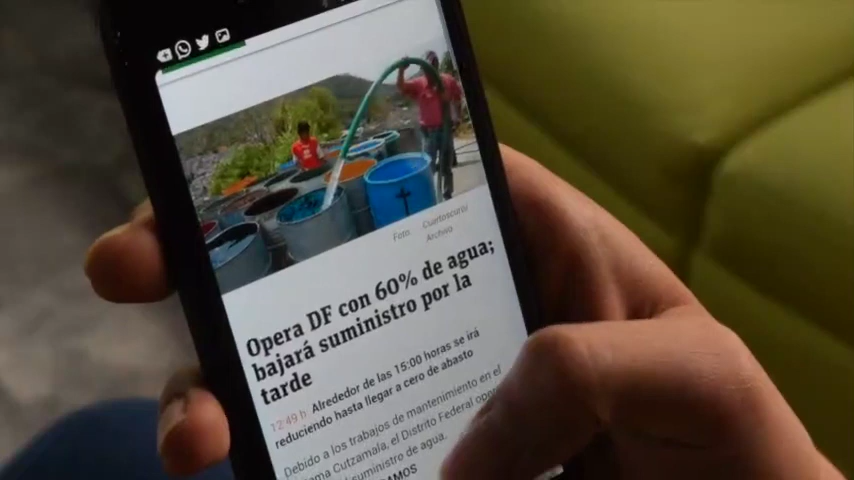 Foto Cuartoscuro/
Archivo
Opera DF con 60% de agua;
bajará suministro por la
tarde
12:49 h Alrededor de las 15:00 horas se irá
reduciendo hasta llegar a cero de abasto
Debido a los trabajos de mantenimiento en el
Cutzamala, el Distrito Federal
suministro de agua.